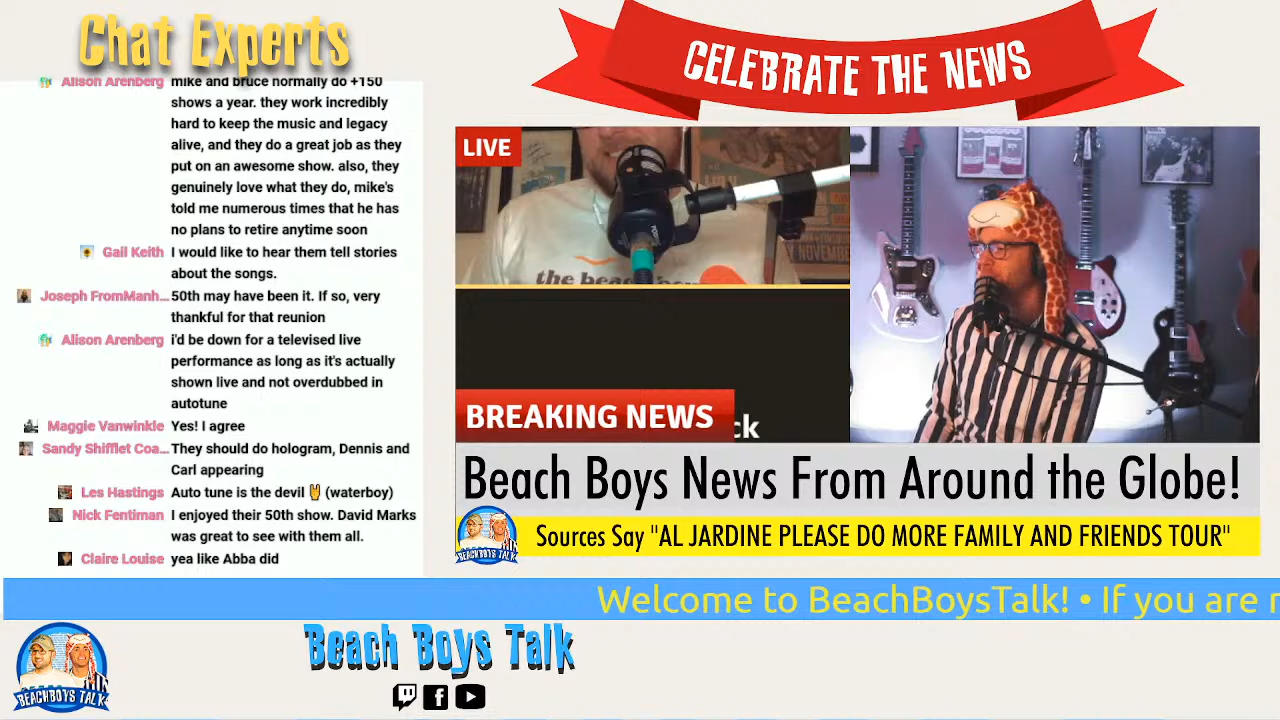 Chat Experts
Alison Arenberg mike and bruce normally do +150
shows a year. they work incredibly
hard to keep the music and legacy
alive, and they do a great job as they
put on an awesome show. also, they
genuinely love what they do, mike's
told me numerous times that he has
no plans to retire anytime soon
Gail Keith I would like to hear them tell stories
about the songs.
Joseph FromManh... 50th may have been it. If so, very
thankful for that reunion
Alison Arenberg i'd be down for a televised live
performance as long as it's actually
shown live and not overdubbed in
autotune
Maggie Vanwinkle Yes! I agree
Sandy Shifflet Coa... They should do hologram, Dennis and
Carl appearing
Les Hastings Auto tune is the devil 🤘 (waterboy)
Nick Fentiman I enjoyed their 50th show. David Marks
was great to see with them all.
Claire Louise yea like Abba did
CELEBRATE THE NEWS
LIVE
the beac
NOVEMBER
BREAKING NEWS
ck
Beach Boys News From Around the Globe!
BEACHBOYS TALK
Sources Say "AL JARDINE PLEASE DO MORE FAMILY AND FRIENDS TOUR"
Welcome to BeachBoysTalk! • If you are
BEACHBOYS TALK
Beach Boys Talk